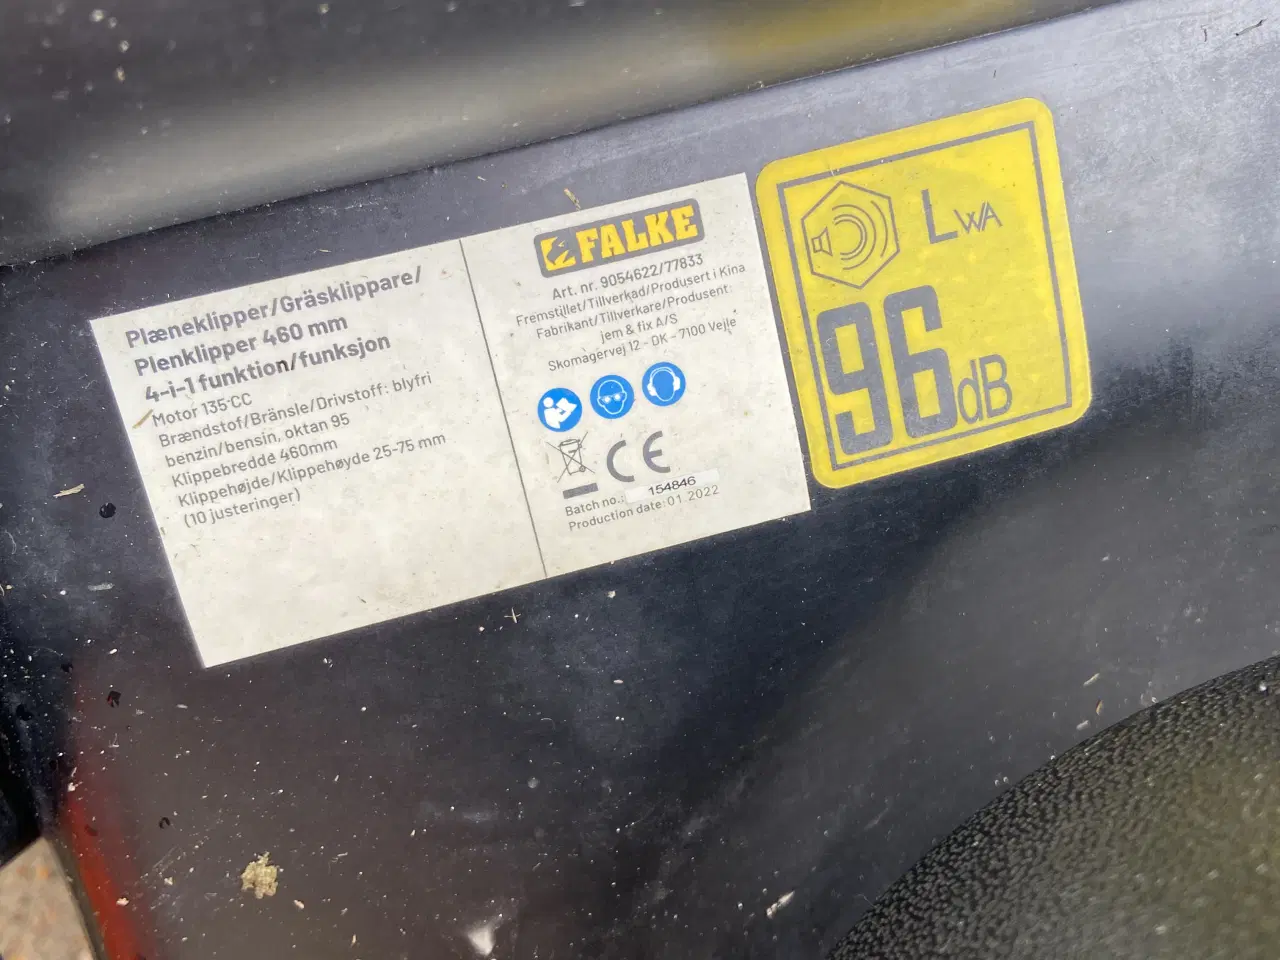 Plæneklipper/Gräsklippare/
Plenklipper 460 mm
4-i-1 funktion/funksjon
Motor 135 CC
Brændstof/Bränsle/Drivstoff: blyfri
benzin/bensin, oktan 95
Klippebredde 460mm
Klippehøjde/Klippehøyde 25-75 mm
(10 justeringer)
FALKE
Art. nr. 9054622/77833
Fremstillet/Tillverkad/Produsert i Kina
Fabrikant/Tillverkare/Produsent:
jem & fix A/S
Skomagervej 12 - DK - 7100 Vejle
CE
Batch no.: 154846
Production date: 01.2022
LWA
96dB